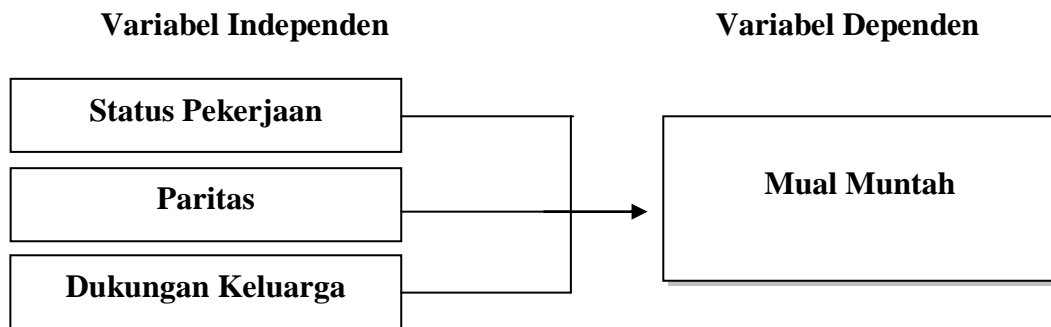 Variabel Independen
Variabel Dependen
Status Pekerjaan
Paritas
Dukungan Keluarga
Mual Muntah